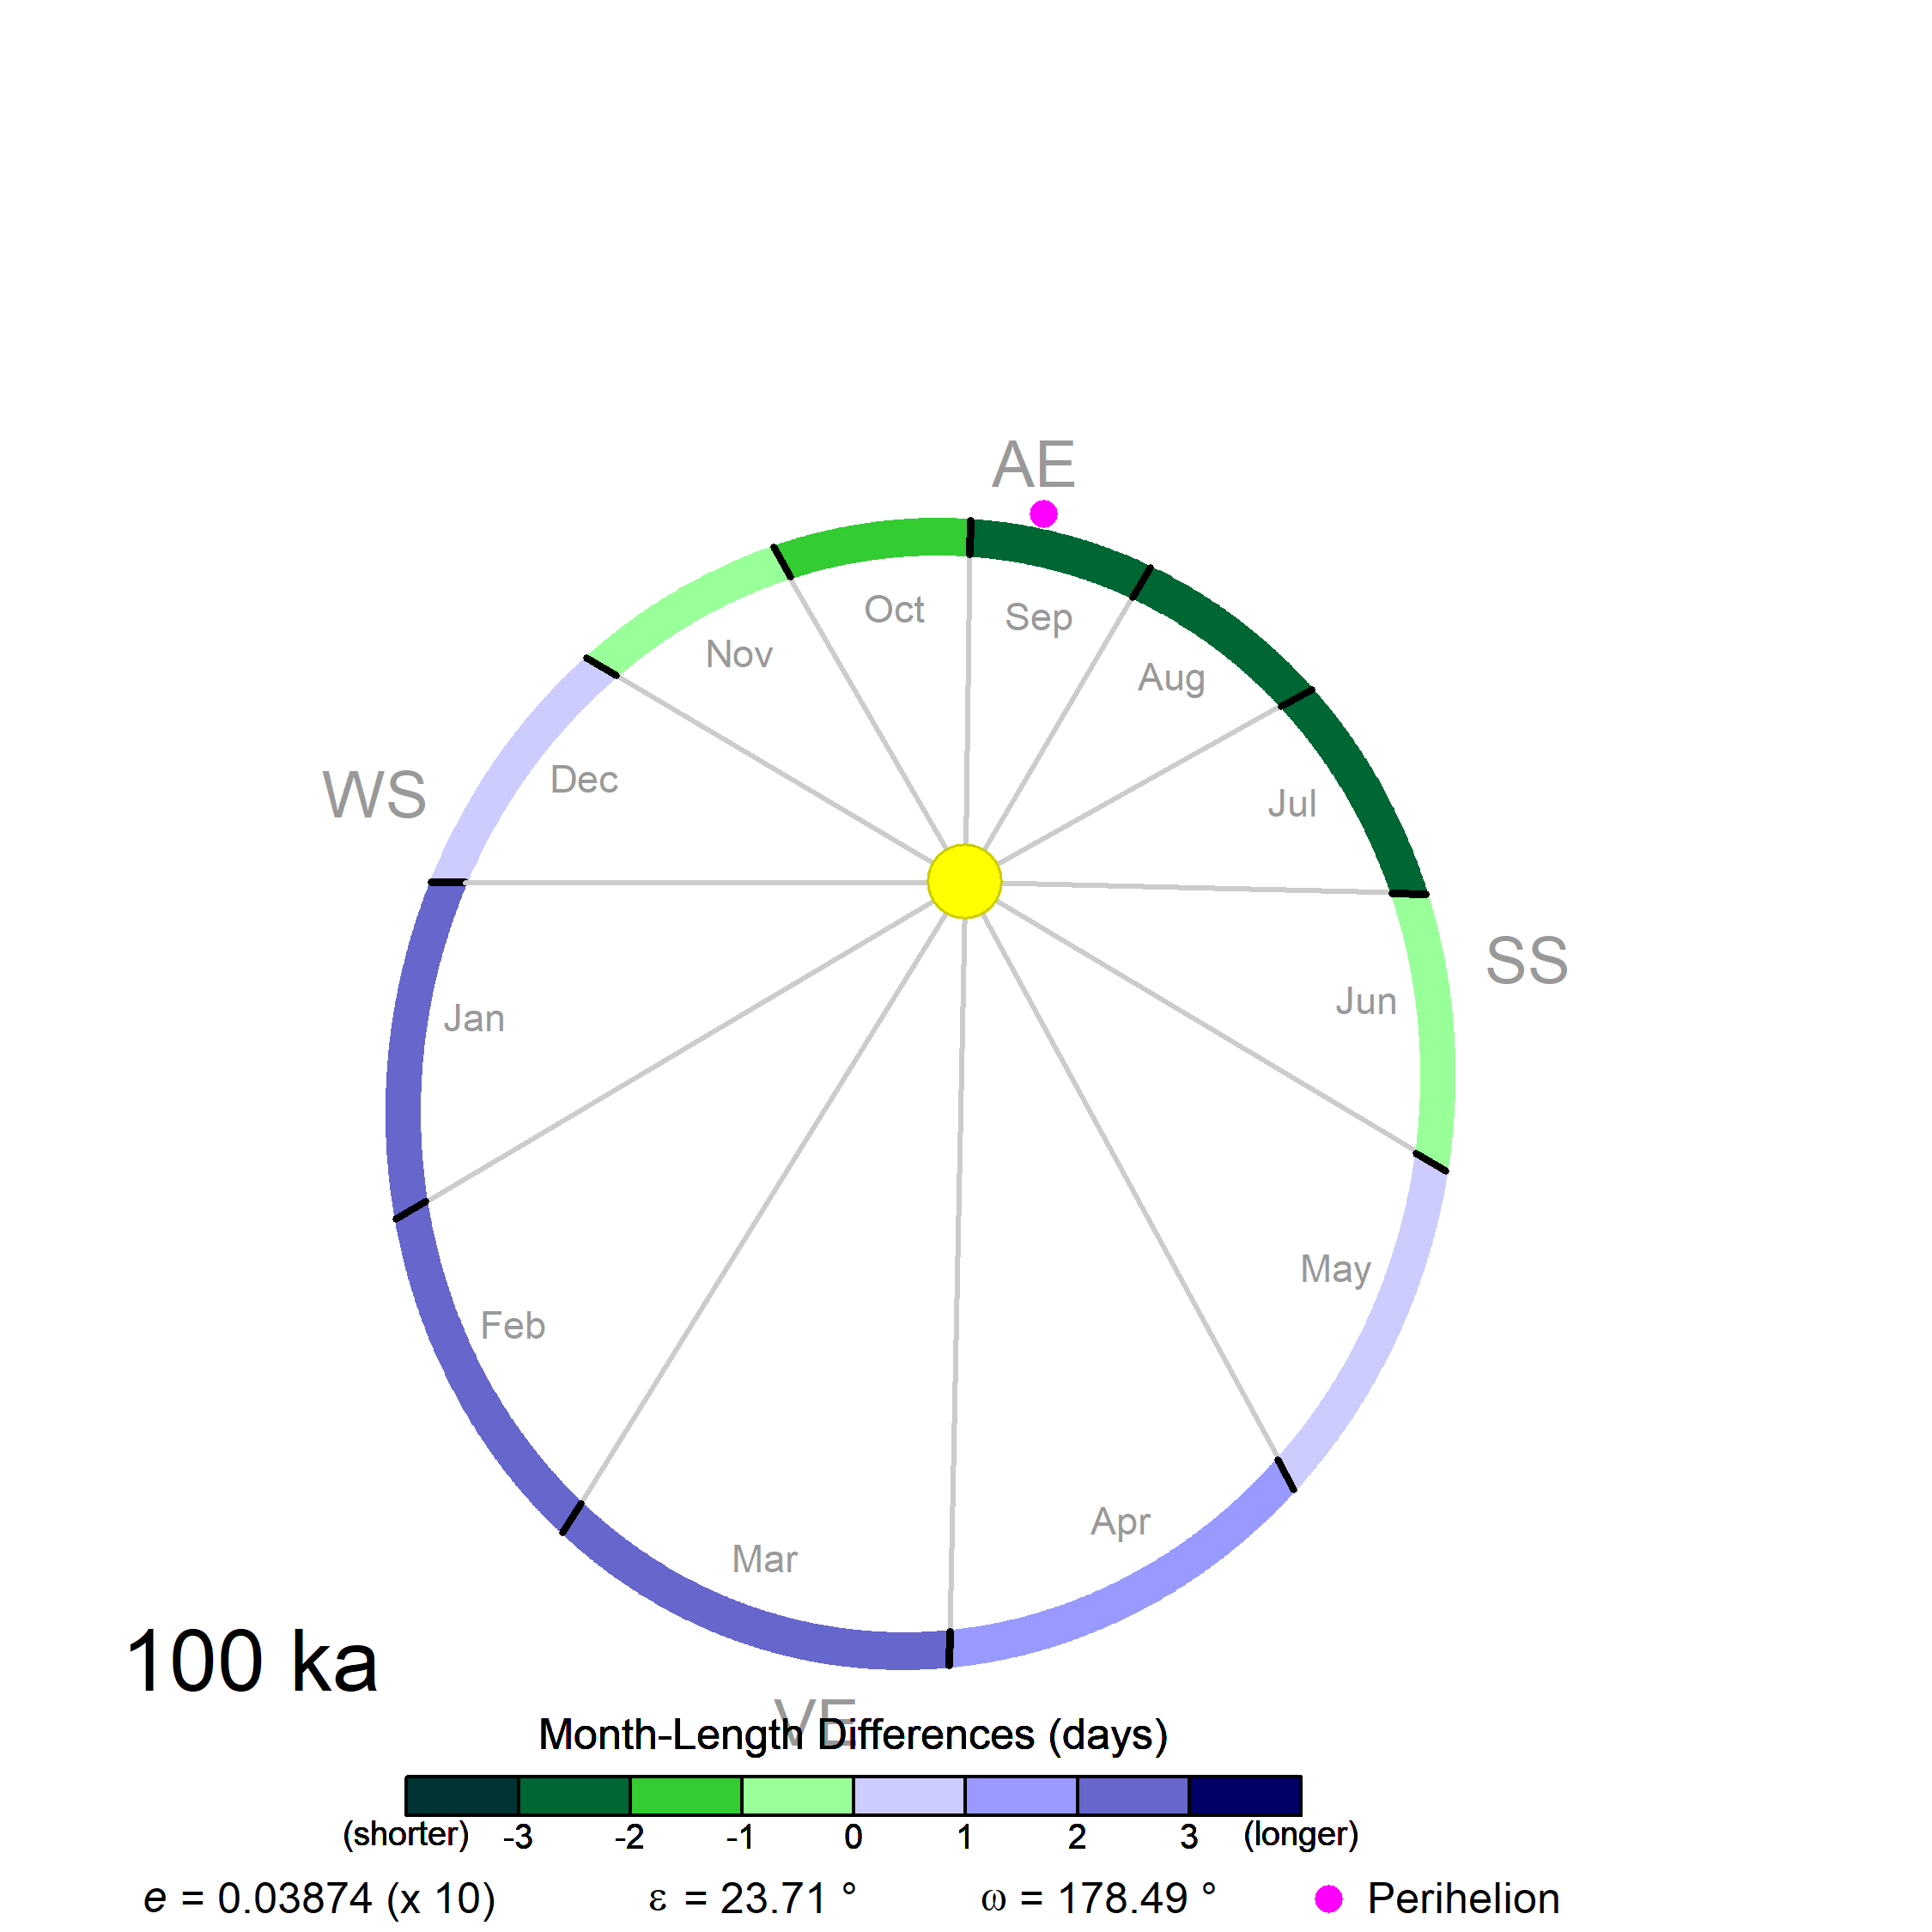 AE
Oct
Sep
Nov
Aug
WS
Dec
Jul
SS
Jun
Jan
May
Feb
Apr
Mar
100 ka
VE
Month-Length Differences (days)
(shorter) -3 -2 -1 0 1 2 3 (longer)
e = 0.03874 (x 10) ε = 23.71 ° ω = 178.49 ° Perihelion